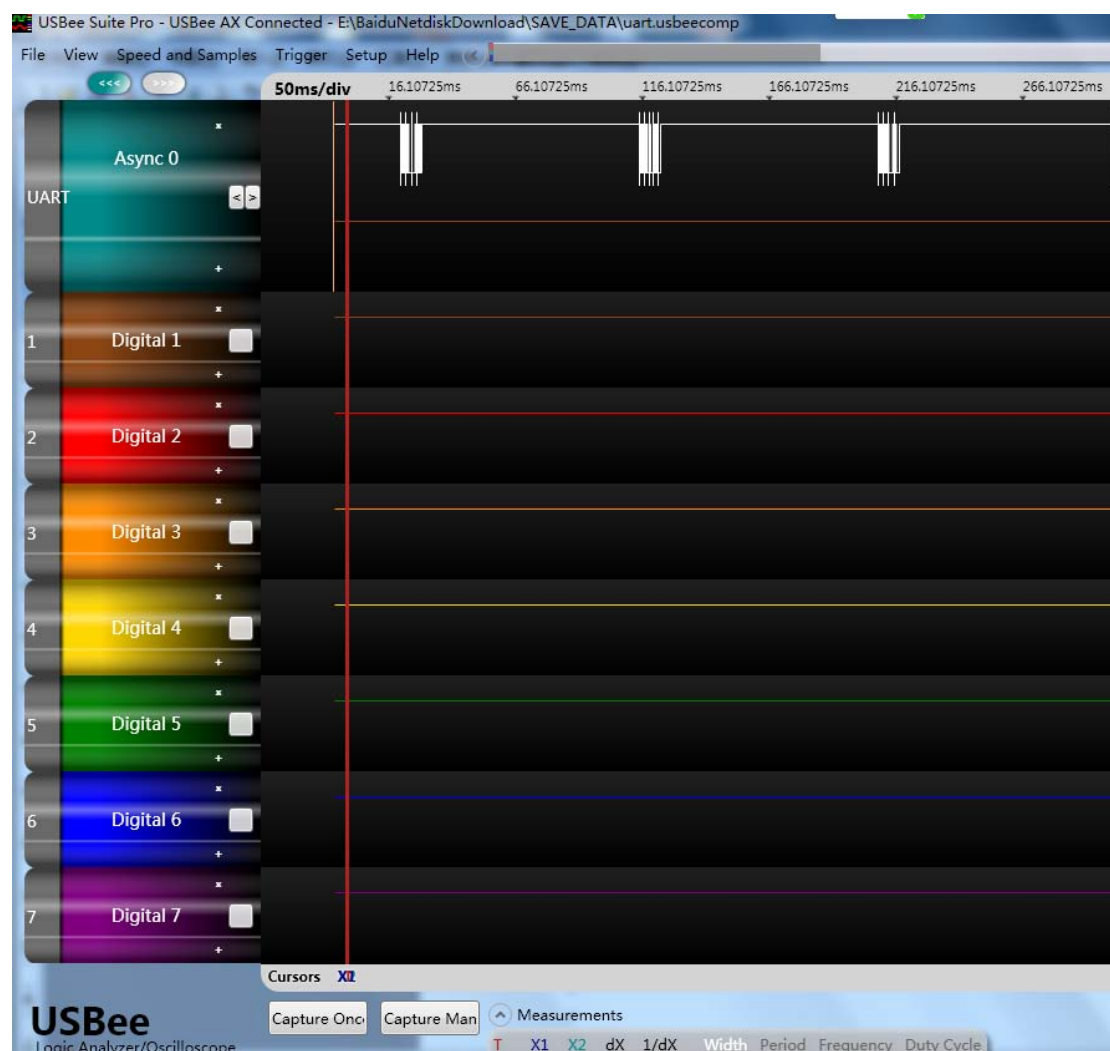 USBee Suite Pro - USBee AX Connected - E:\BaiduNetdiskDownload\SAVE_DATA\uart.usbeecomp
File View Speed and Samples Trigger Setup Help
<<< >>>
50ms/div 16.10725ms 66.10725ms 116.10725ms 166.10725ms 216.10725ms 266.10725ms
Async 0
UART
< >
+
1 Digital 1
+
2 Digital 2
+
3 Digital 3
+
4 Digital 4
+
5 Digital 5
+
6 Digital 6
+
7 Digital 7
+
Cursors
Capture Onc Capture Man Measurements
USBee
T X1 X2 dX 1/dX Width Period Frequency Duty Cycle
Logic Analyzer/Oscilloscope